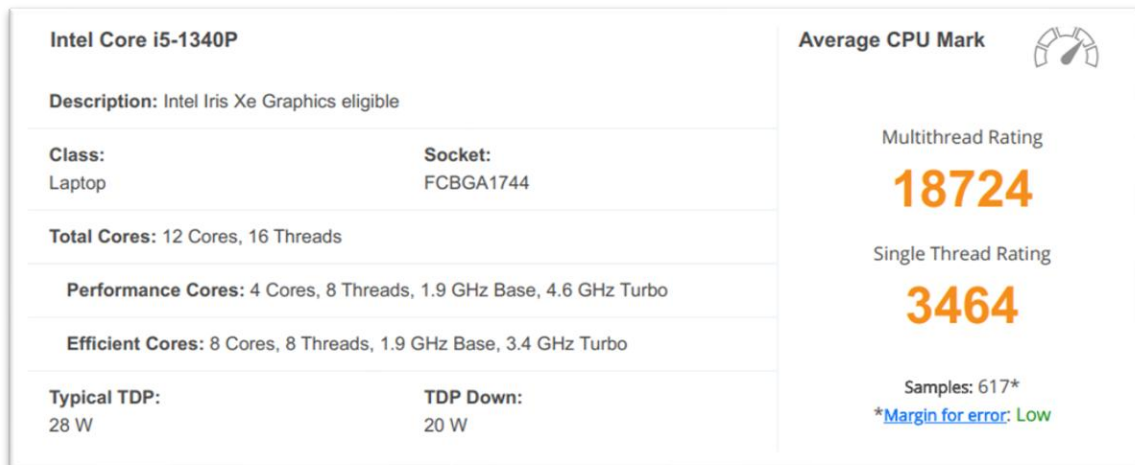 Intel Core i5-1340P
Description: Intel Iris Xe Graphics eligible
Class:
Laptop
Socket:
FCBGA1744
Total Cores: 12 Cores, 16 Threads
Performance Cores: 4 Cores, 8 Threads, 1.9 GHz Base, 4.6 GHz Turbo
Efficient Cores: 8 Cores, 8 Threads, 1.9 GHz Base, 3.4 GHz Turbo
Typical TDP:
28 W
TDP Down:
20 W
Average CPU Mark
Multithread Rating
18724
Single Thread Rating
3464
Samples: 617*
*Margin for error: Low